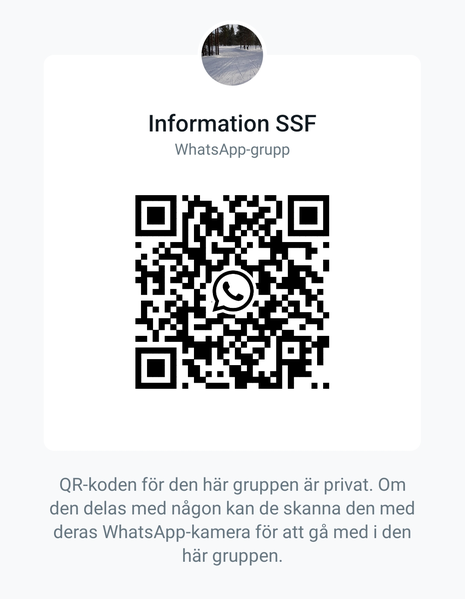 Information SSF
WhatsApp-grupp
QR-koden för den här gruppen är privat. Om
den delas med någon kan de skanna den med
deras WhatsApp-kamera för att gå med i den
här gruppen.